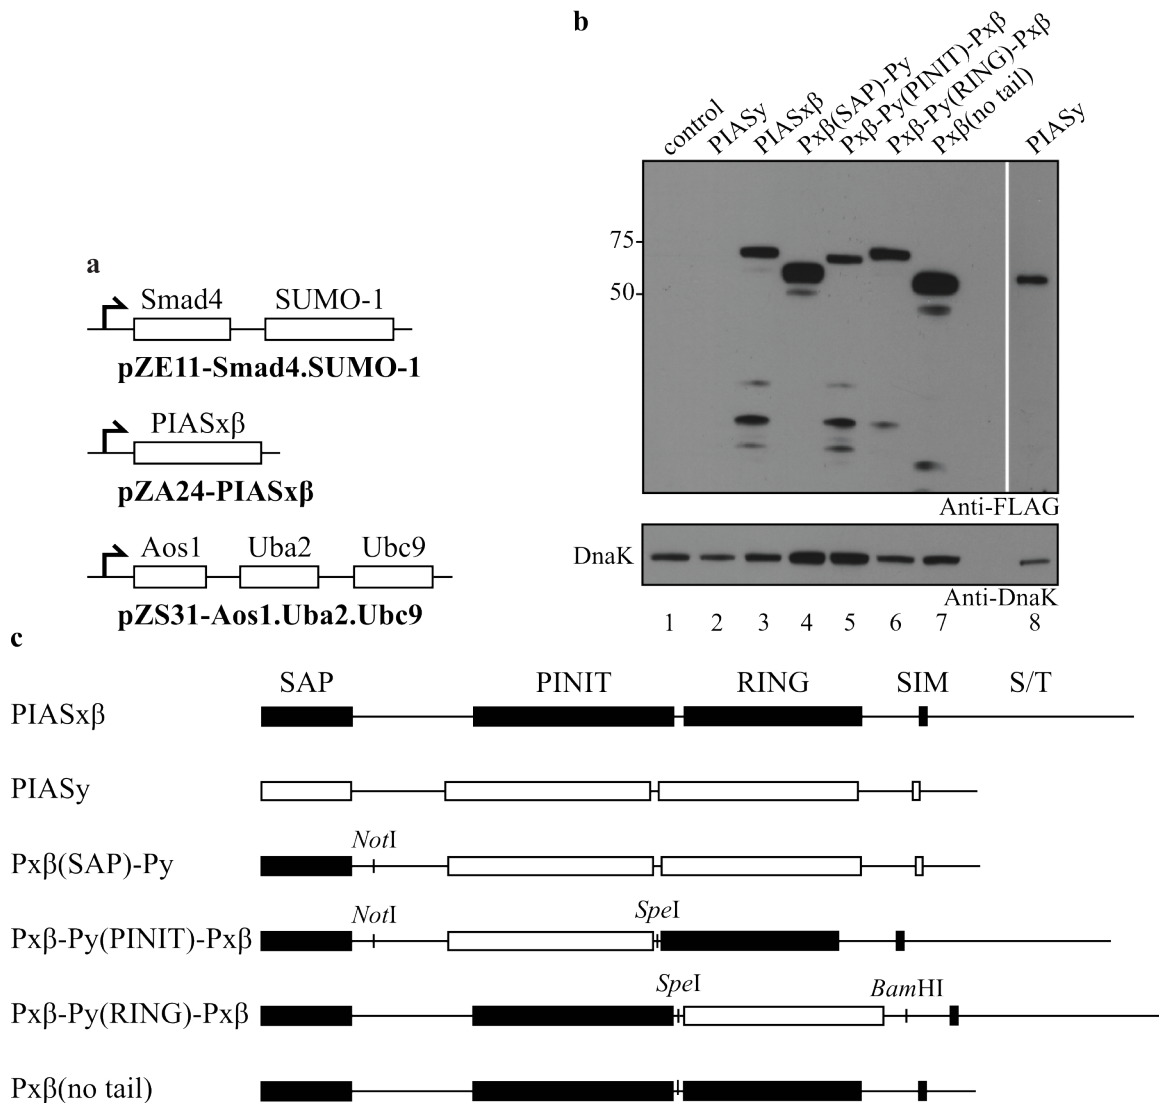 a
Smad4 SUMO-1
pZE11-Smad4.SUMO-1
PIASxβ
pZA24-PIASxβ
Aos1 Uba2 Ubc9
pZS31-Aos1.Uba2.Ubc9
b
control
PIASy
PIASxβ
Pxβ(SAP)-Py
Pxβ-Py(PINIT)-Pxβ
Pxβ-Py(RING)-Pxβ
Pxβ(no tail)
PIASy
75
50
Anti-FLAG
DnaK
Anti-DnaK
1 2 3 4 5 6 7 8
c
SAP PINIT RING SIM S/T
PIASxβ
PIASy
NotI
Pxβ(SAP)-Py
NotI SpeI
Pxβ-Py(PINIT)-Pxβ
SpeI BamHI
Pxβ-Py(RING)-Pxβ
Pxβ(no tail)